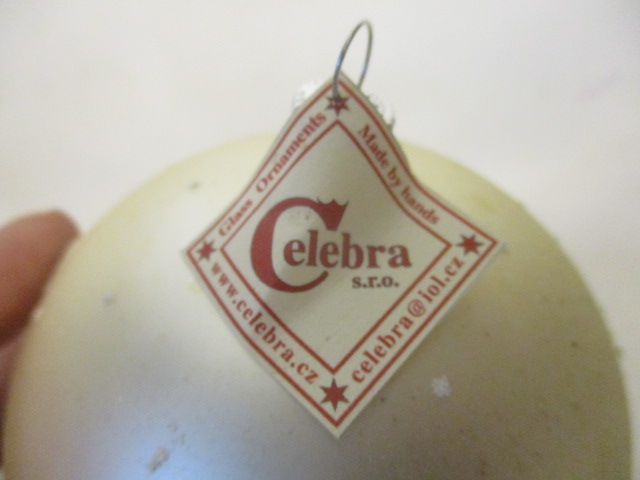 Glass Ornaments
Made by hands
Celebra
s.r.o.
www.celebra.cz
celebra@iol.cz